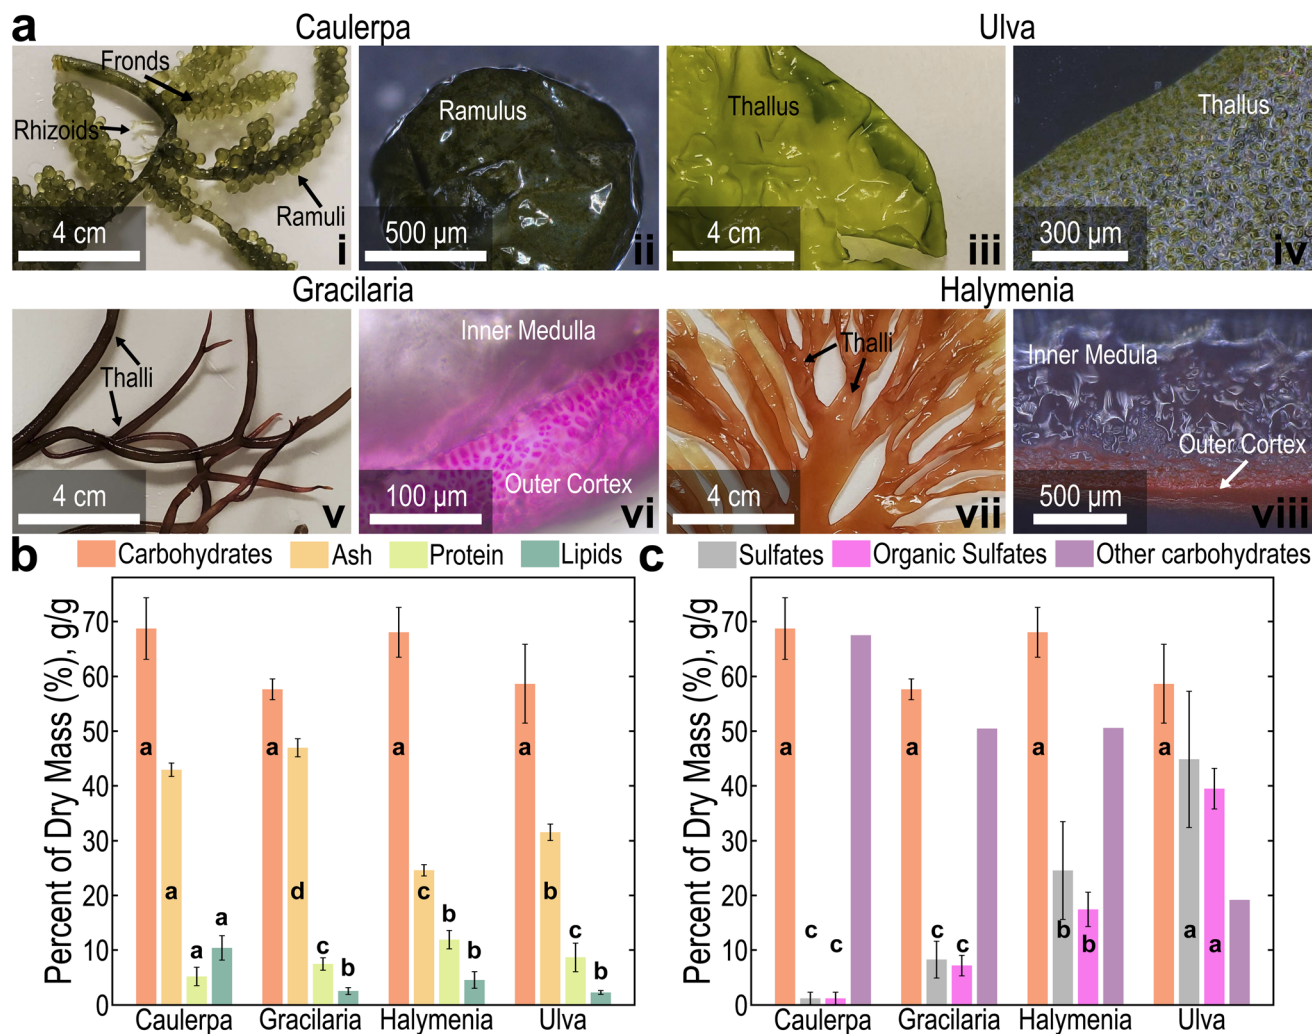 a
Caulerpa
Ulva
Fronds
Rhizoids
Ramuli
4 cm
i
Ramulus
500 µm
ii
Thallus
4 cm
iii
Thallus
300 µm
iv
Gracilaria
Halymenia
Thalli
4 cm
v
Inner Medulla
Outer Cortex
100 µm
vi
Thalli
4 cm
vii
Inner Medula
Outer Cortex
500 µm
viii
b
Carbohydrates Ash Protein Lipids
Percent of Dry Mass (%), g/g
70
60
50
40
30
20
10
0
a a a a
a a a
a d c b
a c b b
a b c b
Caulerpa Gracilaria Halymenia Ulva
c
Sulfates Organic Sulfates Other carbohydrates
Percent of Dry Mass (%), g/g
70
60
50
40
30
20
10
0
a c c
a c c
a b b
a a a
Caulerpa Gracilaria Halymenia Ulva